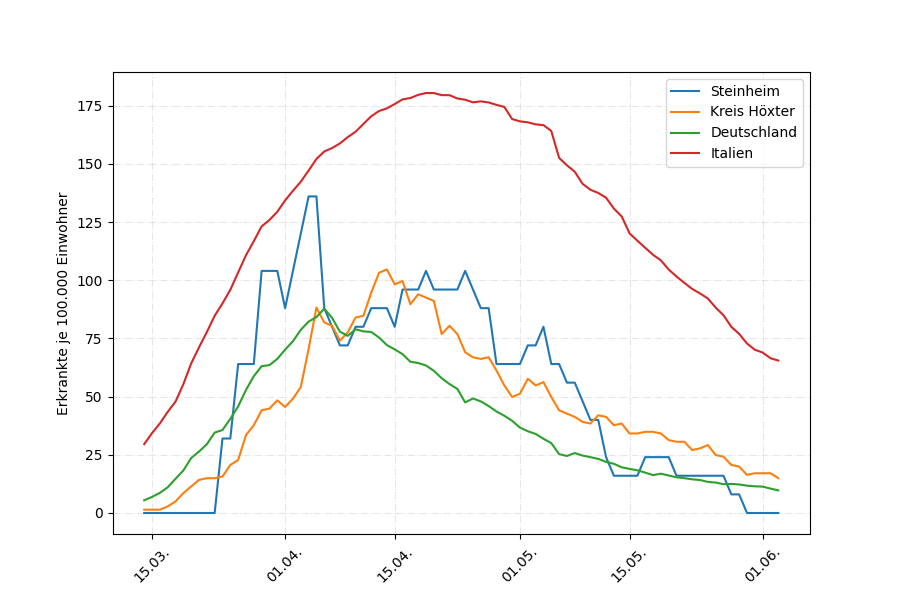 Steinheim
Kreis Höxter
Deutschland
Italien
Erkrankte je 100.000 Einwohner
175
150
125
100
75
50
25
0
15.03.
01.04.
15.04.
01.05.
15.05.
01.06.